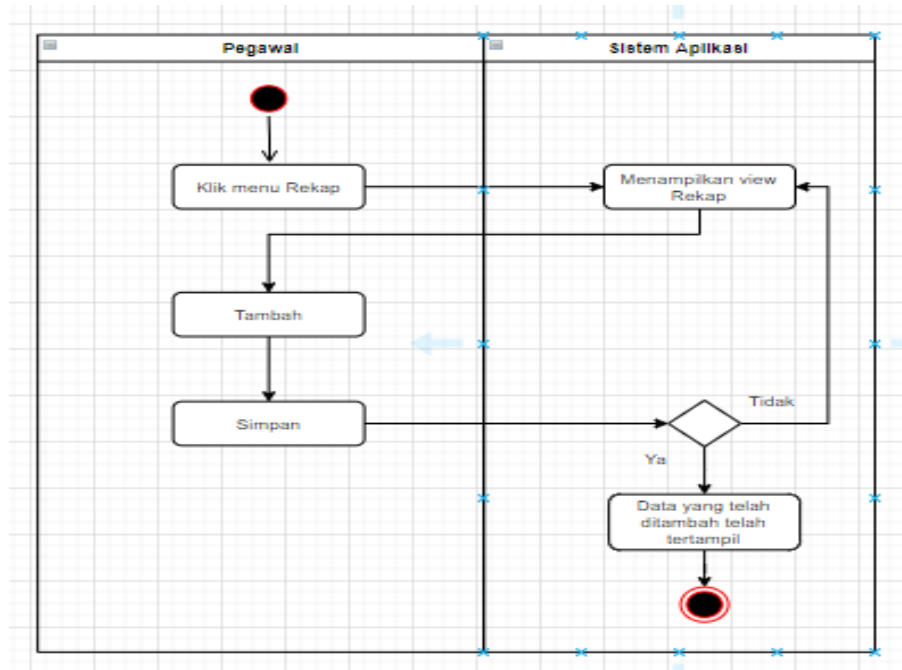 Pegawai
Sistem Aplikasi
Klik menu Rekap
Menampilkan view
Rekap
Tambah
Simpan
Tidak
Ya
Data yang telah
ditambah telah
tertampil